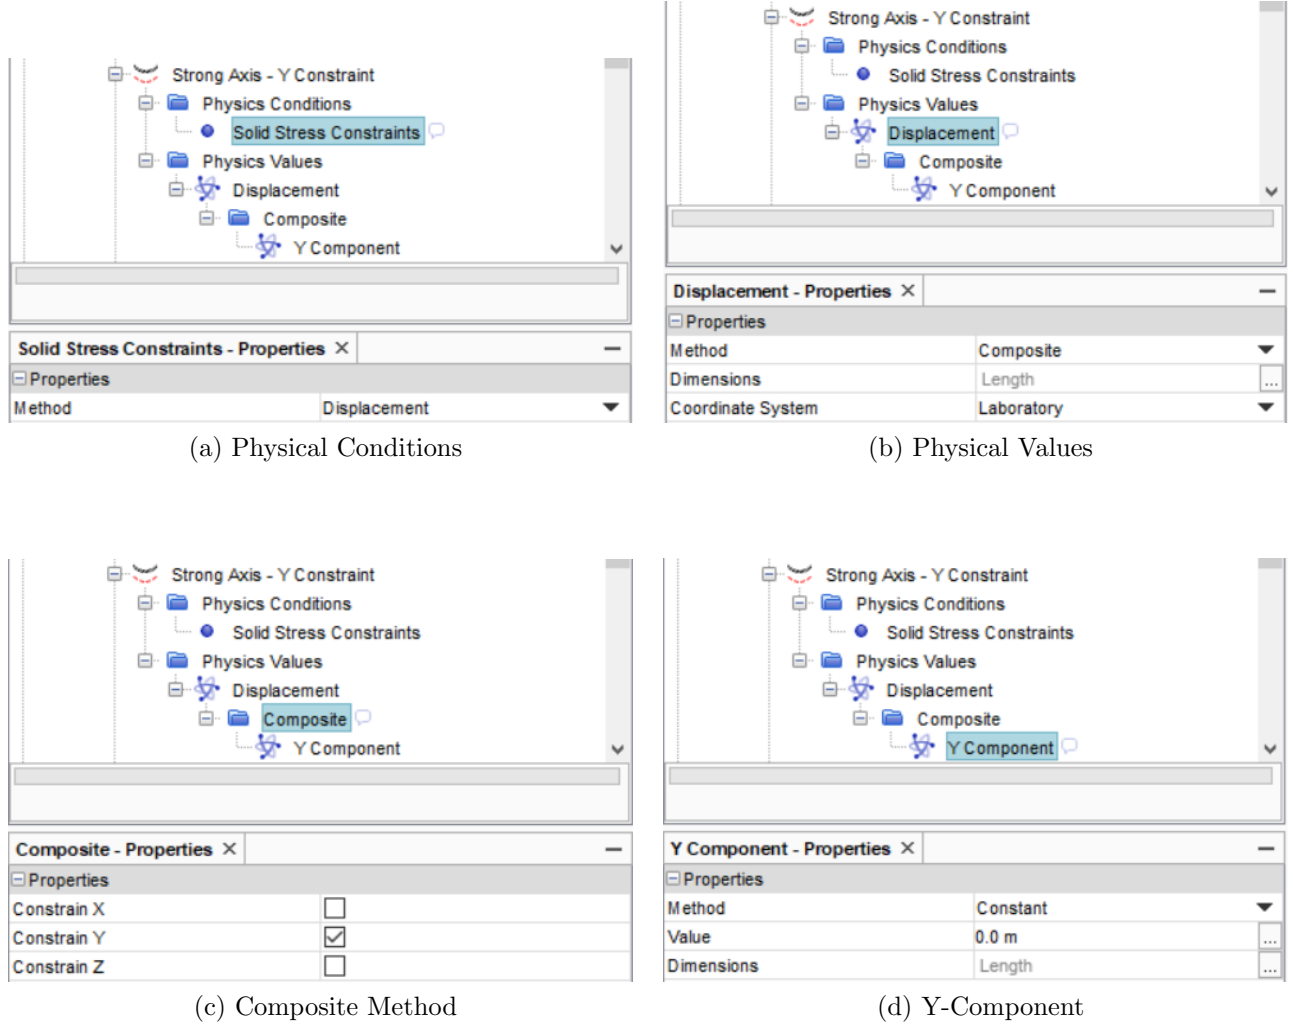 Strong Axis - Y Constraint
Physics Conditions
Solid Stress Constraints
Physics Values
Displacement
Composite
Y Component
Solid Stress Constraints - Properties
Properties
Method Displacement
(a) Physical Conditions
Strong Axis - Y Constraint
Physics Conditions
Solid Stress Constraints
Physics Values
Displacement
Composite
Y Component
Displacement - Properties
Properties
Method Composite
Dimensions Length ...
Coordinate System Laboratory
(b) Physical Values
Strong Axis - Y Constraint
Physics Conditions
Solid Stress Constraints
Physics Values
Displacement
Composite
Y Component
Composite - Properties
Properties
Constrain X
Constrain Y
Constrain Z
(c) Composite Method
Strong Axis - Y Constraint
Physics Conditions
Solid Stress Constraints
Physics Values
Displacement
Composite
Y Component
Y Component - Properties
Properties
Method Constant
Value 0.0 m ...
Dimensions Length ...
(d) Y-Component